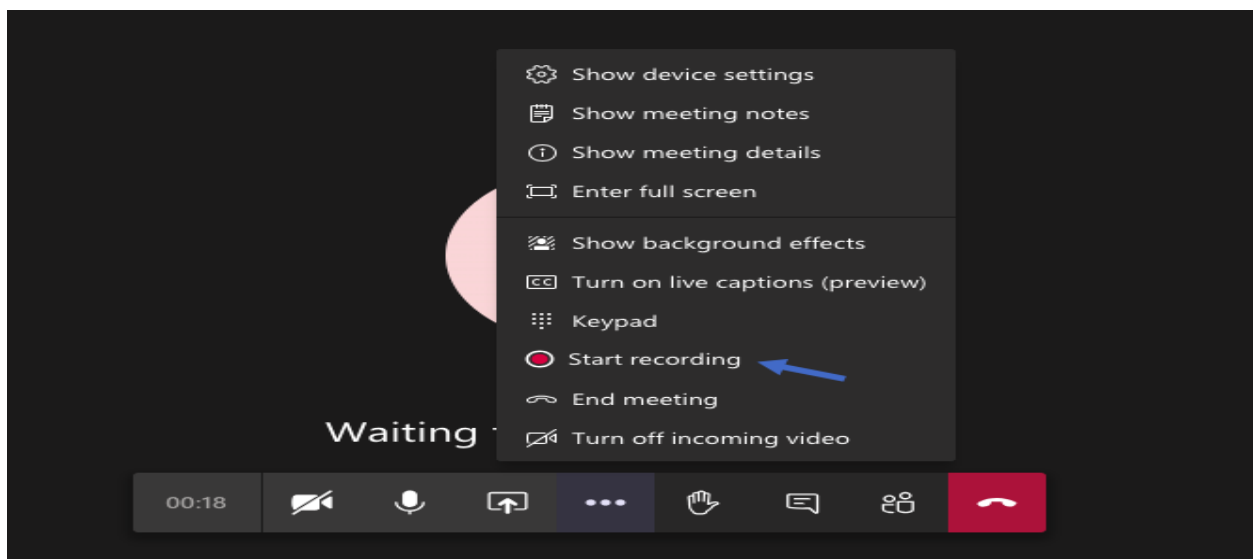 Show device settings
Show meeting notes
Show meeting details
Enter full screen
Show background effects
CC Turn on live captions (preview)
Keypad
Start recording
End meeting
Waiting
Turn off incoming video
00:18